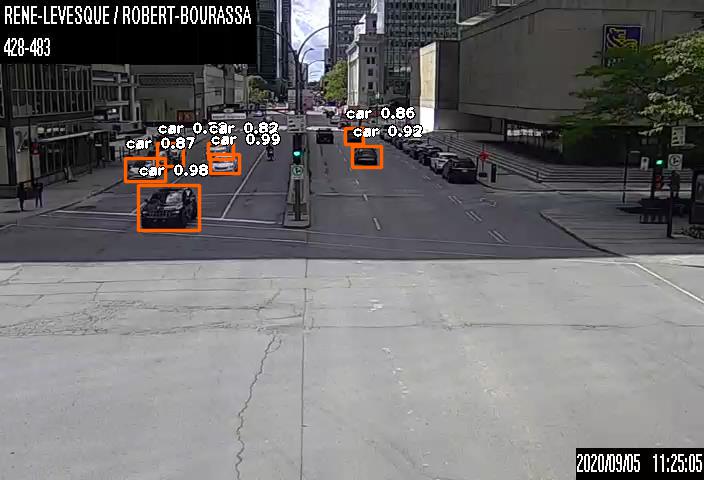 RENE-LEVESQUE / ROBERT-BOURASSA
428-483
car 0.86
car 0.82
car 0.92
car 0.99
car 0.87
car 0.98
2020/09/05 11:25:05